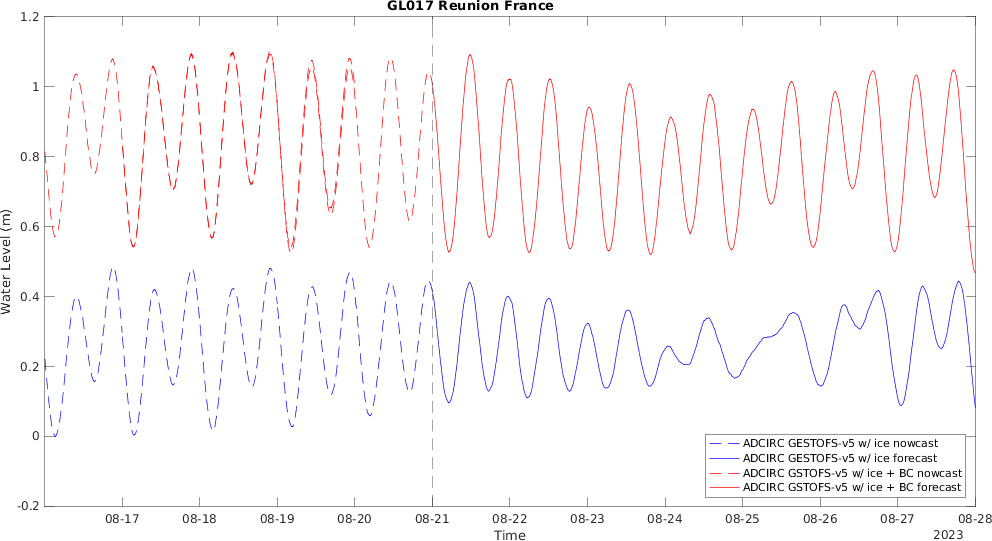 GL017 Reunion France
1.2
1
0.8
0.6
0.4
0.2
0
-0.2
Water Level (m)
ADCIRC GESTOFS-v5 w/ ice nowcast
ADCIRC GESTOFS-v5 w/ ice forecast
ADCIRC GSTOFS-v5 w/ ice + BC nowcast
ADCIRC GSTOFS-v5 w/ ice + BC forecast
08-17 08-18 08-19 08-20 08-21 08-22 08-23 08-24 08-25 08-26 08-27 08-28
Time
2023